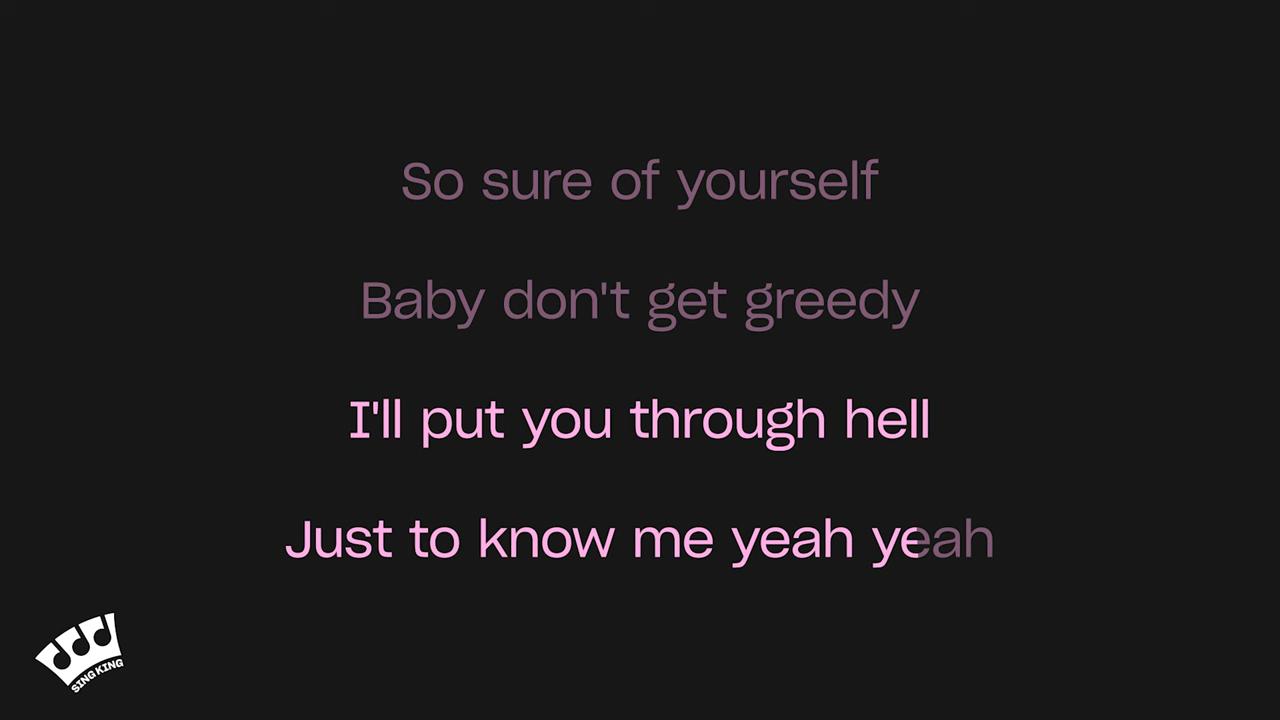 So sure of yourself
Baby don't get greedy
I'll put you through hell
Just to know me yeah yeah
SING KING